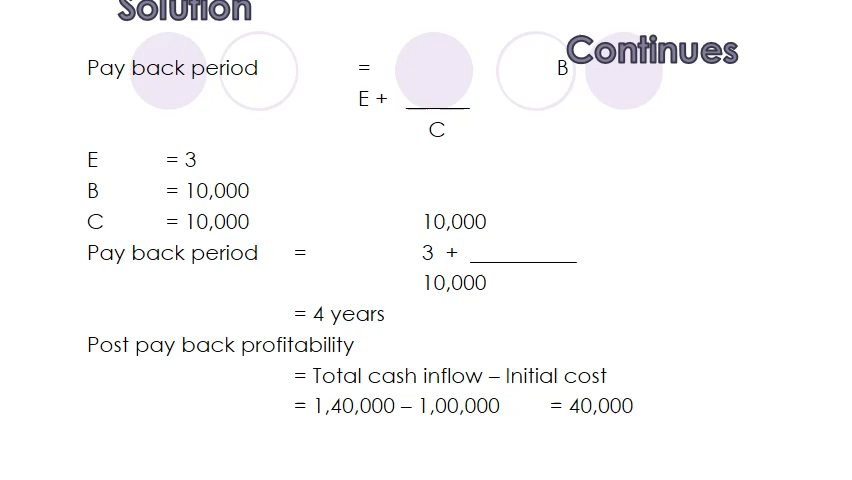 Solution
Continues
Pay back period = B
E + ______
C
E = 3
B = 10,000
C = 10,000 10,000
Pay back period = 3 + __________
10,000
= 4 years
Post pay back profitability
= Total cash inflow – Initial cost
= 1,40,000 – 1,00,000 = 40,000